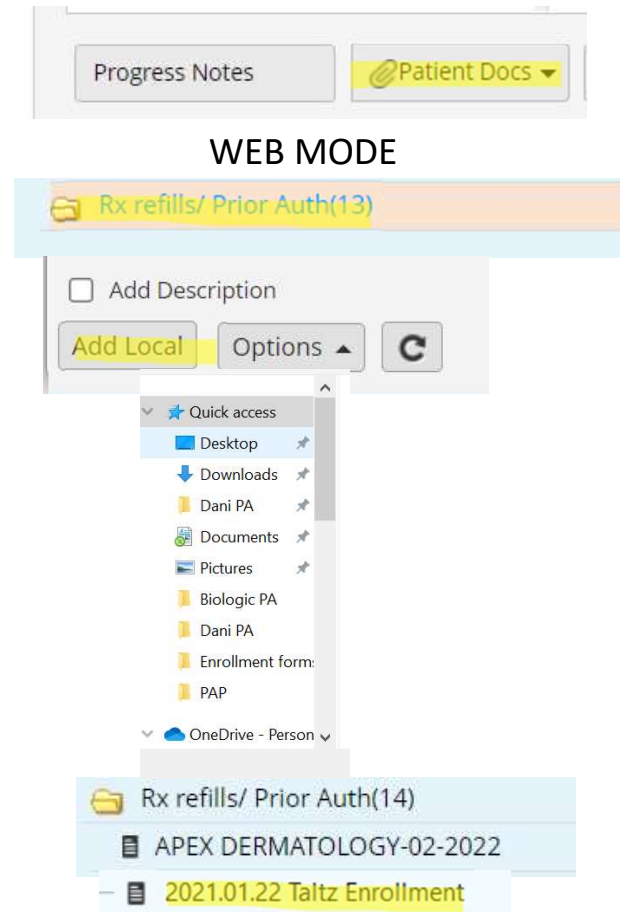 Progress Notes Patient Docs
WEB MODE
Rx refills/ Prior Auth(13)
Add Description
Add Local Options
Quick access
Desktop
Downloads
Dani PA
Documents
Pictures
Biologic PA
Dani PA
Enrollment form
PAP
OneDrive - Person
Rx refills/ Prior Auth(14)
APEX DERMATOLOGY-02-2022
2021.01.22 Taltz Enrollment